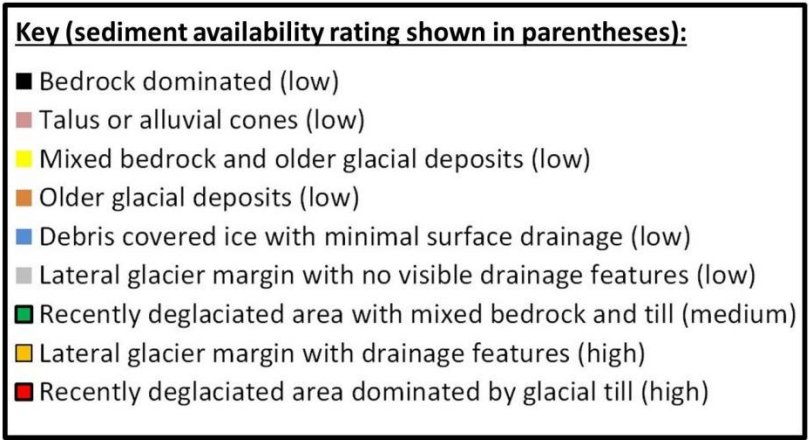 Key (sediment availability rating shown in parentheses):
Bedrock dominated (low)
Talus or alluvial cones (low)
Mixed bedrock and older glacial deposits (low)
Older glacial deposits (low)
Debris covered ice with minimal surface drainage (low)
Lateral glacier margin with no visible drainage features (low)
Recently deglaciated area with mixed bedrock and till (medium)
Lateral glacier margin with drainage features (high)
Recently deglaciated area dominated by glacial till (high)